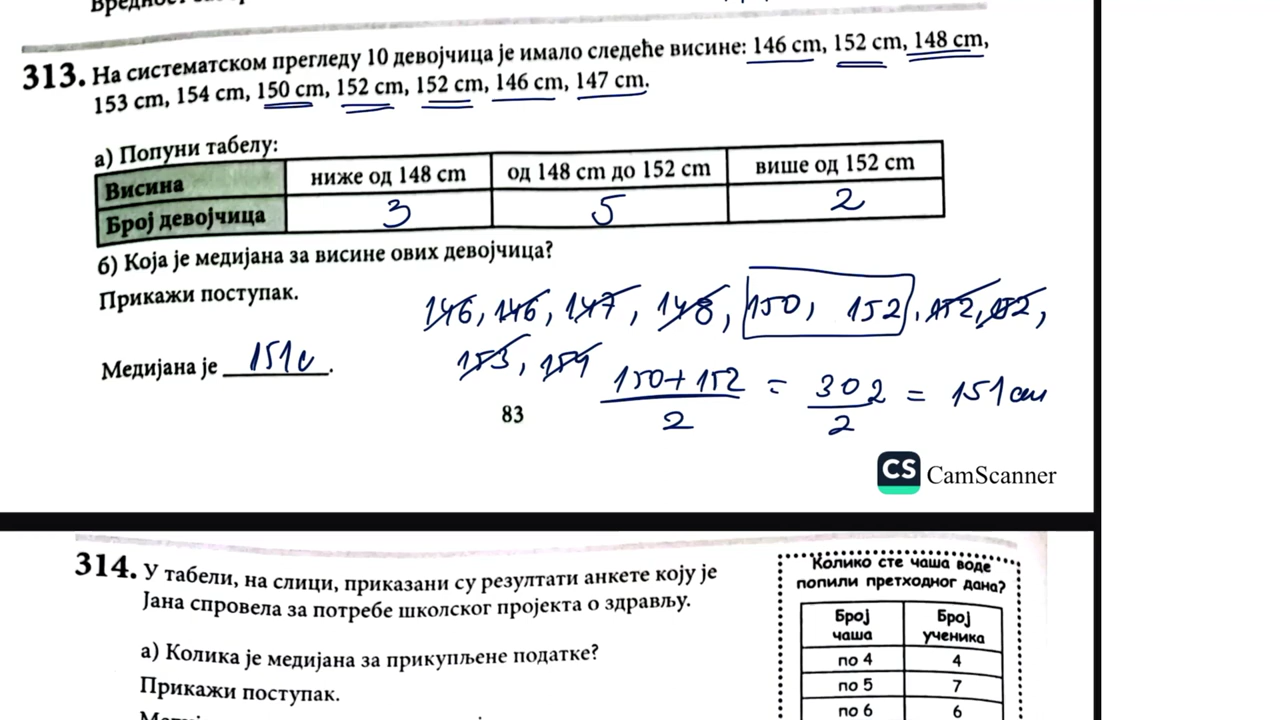 313. На систематском прегледу 10 девојчица је имало следеће висине: 146 cm, 152 cm, 148 cm,
153 cm, 154 cm, 150 cm, 152 cm, 152 cm, 146 cm, 147 cm.
а) Попуни табелу:
Висина ниже од 148 cm од 148 cm до 152 cm више од 152 cm
Број девојчица 3 5 2
б) Која је медијана за висине ових девојчица?
Прикажи поступак.
146, 146, 147, 148, 150, 152, 152, 152,
153, 154
Медијана је 151c.
150+152 / 2 = 302 / 2 = 151 cm
83
CS CamScanner
314. У табели, на слици, приказани су резултати анкете коју је
Јана спровела за потребе школског пројекта о здрављу.
а) Колика је медијана за прикупљене податке?
Прикажи поступак.
Колико сте чаша воде
попили претходног дана?
Број чаша Број ученика
по 4 4
по 5 7
по 6 6